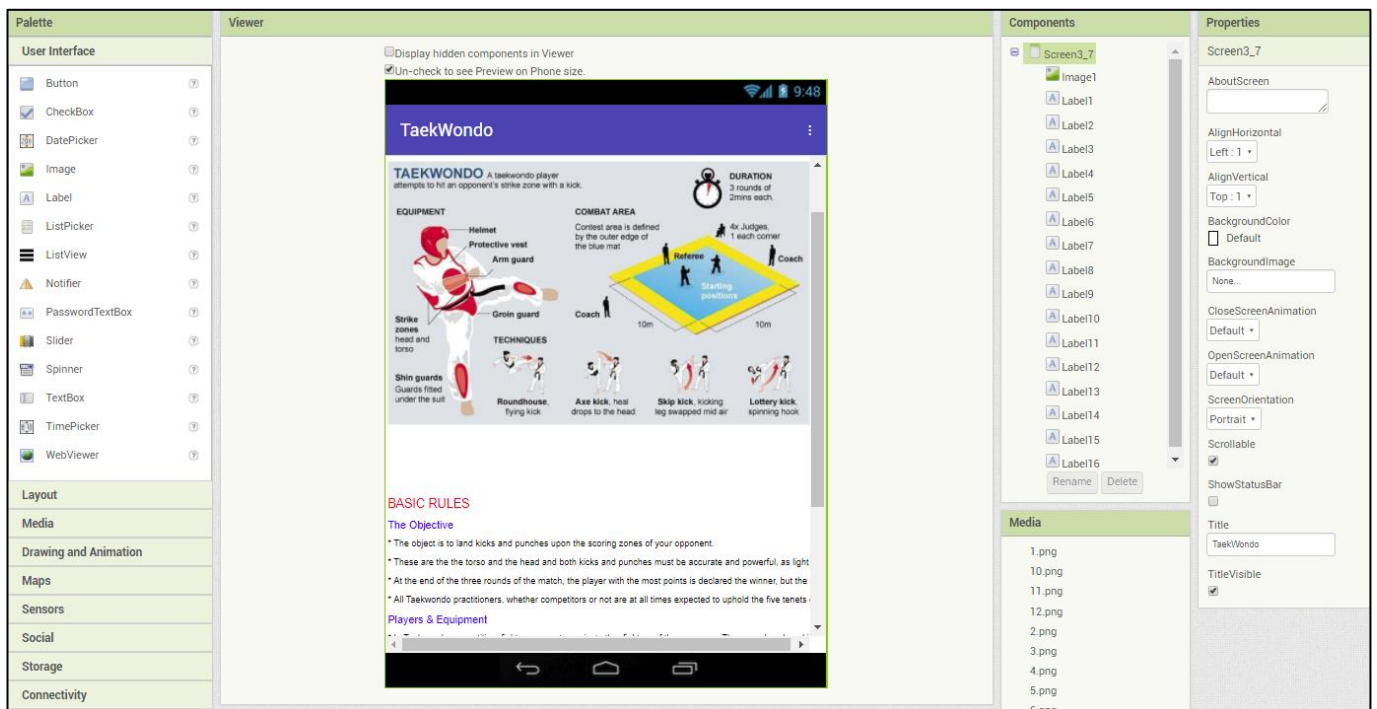 Palette
User Interface
Button
CheckBox
DatePicker
Image
Label
ListPicker
ListView
Notifier
PasswordTextBox
Slider
Spinner
TextBox
TimePicker
WebViewer
Layout
Media
Drawing and Animation
Maps
Sensors
Social
Storage
Connectivity
Viewer
Display hidden components in Viewer
Un-check to see Preview on Phone size.
9:48
TaekWondo
TAEKWONDO A taekwondo player
attempts to hit an opponent's strike zone with a kick.
DURATION
3 rounds of
2mins each.
EQUIPMENT
Helmet
Protective vest
Arm guard
Groin guard
Strike
zones
head and
torso
Shin guards
Guards fitted
under the suit
COMBAT AREA
Contest area is defined
by the outer edge of
the blue mat
4x Judges,
1 each corner
Referee
Coach
Starting
positions
Coach
10m
10m
TECHNIQUES
Roundhouse,
flying kick
Axe kick, heal
drops to the head
Skip kick, kicking
leg swapped mid air
Lottery kick,
spinning hook
BASIC RULES
The Objective
* The object is to land kicks and punches upon the scoring zones of your opponent.
* These are the the torso and the head and both kicks and punches must be accurate and powerful, as light
* At the end of the three rounds of the match, the player with the most points is declared the winner, but the
* All Taekwondo practitioners, whether competitors or not are at all times expected to uphold the five tenets
Players & Equipment
Components
Screen3_7
Image1
Label1
Label2
Label3
Label4
Label5
Label6
Label7
Label8
Label9
Label10
Label11
Label12
Label13
Label14
Label15
Label16
Rename Delete
Media
1.png
10.png
11.png
12.png
2.png
3.png
4.png
5.png
Properties
Screen3_7
AboutScreen
AlignHorizontal
Left : 1
AlignVertical
Top : 1
BackgroundColor
Default
BackgroundImage
None...
CloseScreenAnimation
Default
OpenScreenAnimation
Default
ScreenOrientation
Portrait
Scrollable
ShowStatusBar
Title
TaekWondo
TitleVisible